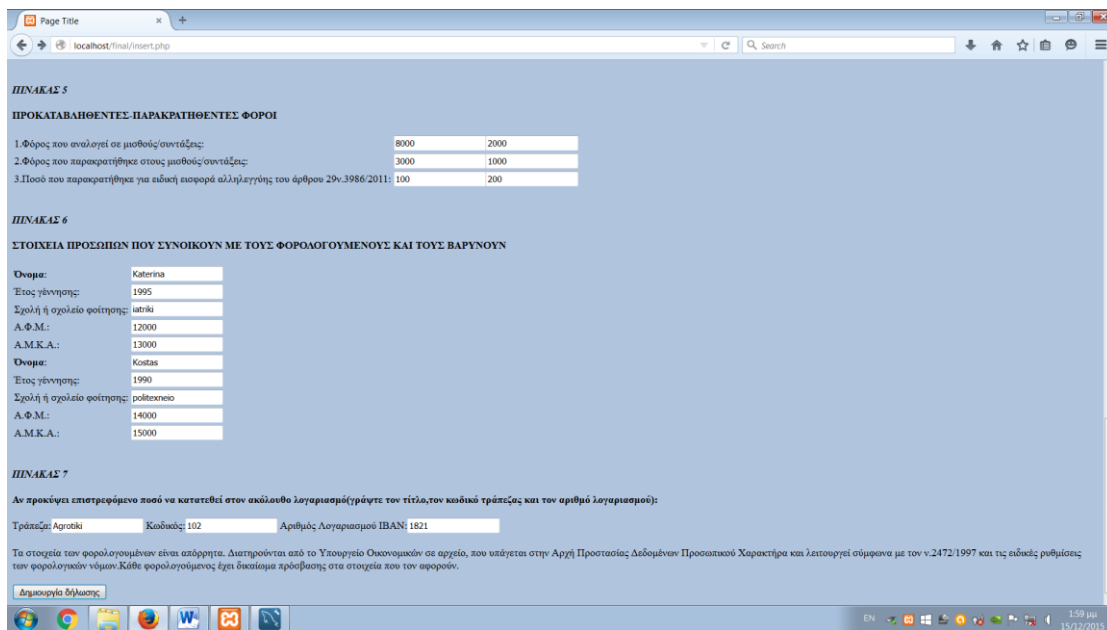 Page Title
localhost/final/insert.php
Search
ΠΙΝΑΚΑΣ 5
ΠΡΟΚΑΤΑΒΛΗΘΕΝΤΕΣ-ΠΑΡΑΚΡΑΤΗΘΕΝΤΕΣ ΦΟΡΟΙ
1.Φόρος που αναλογεί σε μισθούς/συντάξεις: 8000 2000
2.Φόρος που παρακρατήθηκε στους μισθούς/συντάξεις: 3000 1000
3.Ποσό που παρακρατήθηκε για ειδική εισφορά αλληλεγγύης του άρθρου 29ν.3986/2011: 100 200
ΠΙΝΑΚΑΣ 6
ΣΤΟΙΧΕΙΑ ΠΡΟΣΩΠΩΝ ΠΟΥ ΣΥΝΟΙΚΟΥΝ ΜΕ ΤΟΥΣ ΦΟΡΟΛΟΓΟΥΜΕΝΟΥΣ ΚΑΙ ΤΟΥΣ ΒΑΡΥΝΟΥΝ
Όνομα: Katerina
Έτος γέννησης: 1995
Σχολή ή σχολείο φοίτησης: iatriki
Α.Φ.Μ.: 12000
Α.Μ.Κ.Α.: 13000
Όνομα: Kostas
Έτος γέννησης: 1990
Σχολή ή σχολείο φοίτησης: politexneio
Α.Φ.Μ.: 14000
Α.Μ.Κ.Α.: 15000
ΠΙΝΑΚΑΣ 7
Αν προκύψει επιστρεφόμενο ποσό να κατατεθεί στον ακόλουθο λογαριασμό(γράψτε τον τίτλο,τον κωδικό τράπεζας και τον αριθμό λογαριασμού):
Τράπεζα: Agrotiki Κωδικός: 102 Αριθμός Λογαριασμού IBAN: 1821
Τα στοιχεία των φορολογουμένων είναι απόρρητα. Διατηρούνται από το Υπουργείο Οικονομικών σε αρχείο, που υπάγεται στην Αρχή Προστασίας Δεδομένων Προσωπικού Χαρακτήρα και λειτουργεί σύμφωνα με τον ν.2472/1997 και τις ειδικές ρυθμίσεις
των φορολογικών νόμων.Κάθε φορολογούμενος έχει δικαίωμα πρόσβασης στα στοιχεία που τον αφορούν.
Δημιουργία δήλωσης
EN
1:59 μμ
15/12/2015